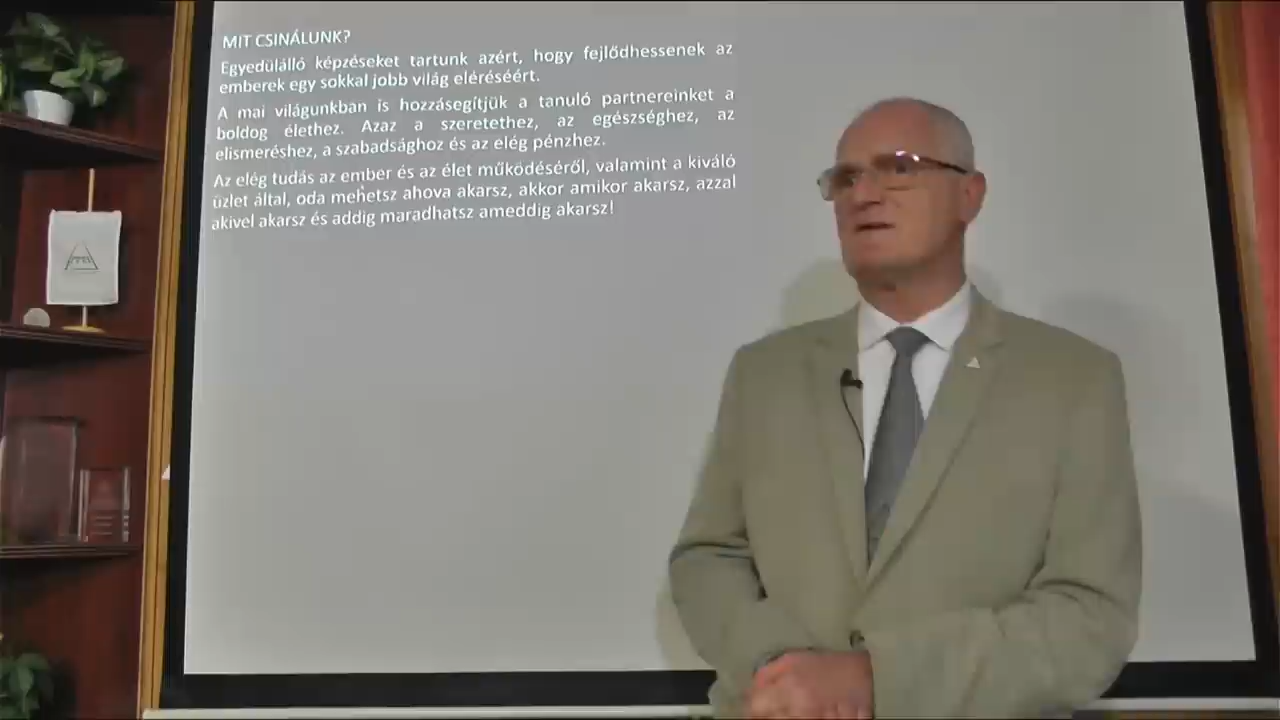 MIT CSINÁLUNK?
Egyedülálló képzéseket tartunk azért, hogy fejlődhessenek az
emberek egy sokkal jobb világ eléréséért.
A mai világunkban is hozzásegítjük a tanuló partnereinket a
boldog élethez. Azaz a szeretethez, az egészséghez, az
elismeréshez, a szabadsághoz és az elég pénzhez.
Az elég tudás az ember és az élet működéséről, valamint a kiváló
üzlet által, oda mehetsz ahova akarsz, akkor amikor akarsz, azzal
akivel akarsz és addig maradhatsz ameddig akarsz!